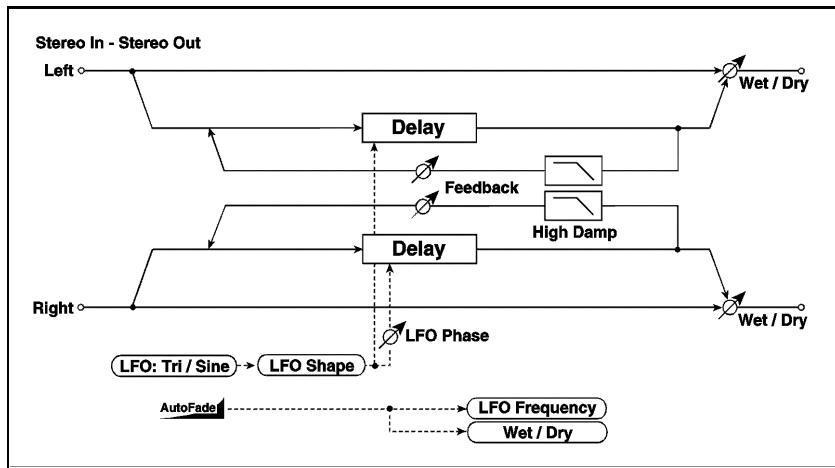 Stereo In - Stereo Out
Left
Wet / Dry
Delay
Feedback
High Damp
Delay
Right
Wet / Dry
LFO Phase
LFO: Tri / Sine
LFO Shape
AutoFade
LFO Frequency
Wet / Dry